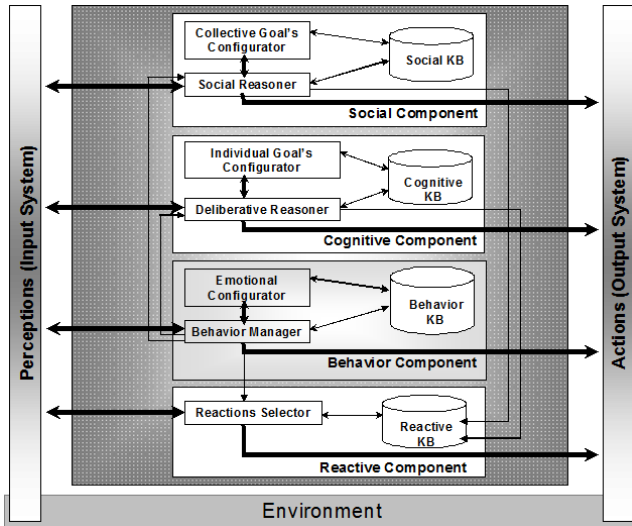 Perceptions (Input System)
Collective Goal's
Configurator
Social KB
Social Reasoner
Social Component
Individual Goal's
Configurator
Cognitive
KB
Deliberative Reasoner
Cognitive Component
Emotional
Configurator
Behavior
KB
Behavior Manager
Behavior Component
Reactions Selector
Reactive
KB
Reactive Component
Actions (Output System)
Environment